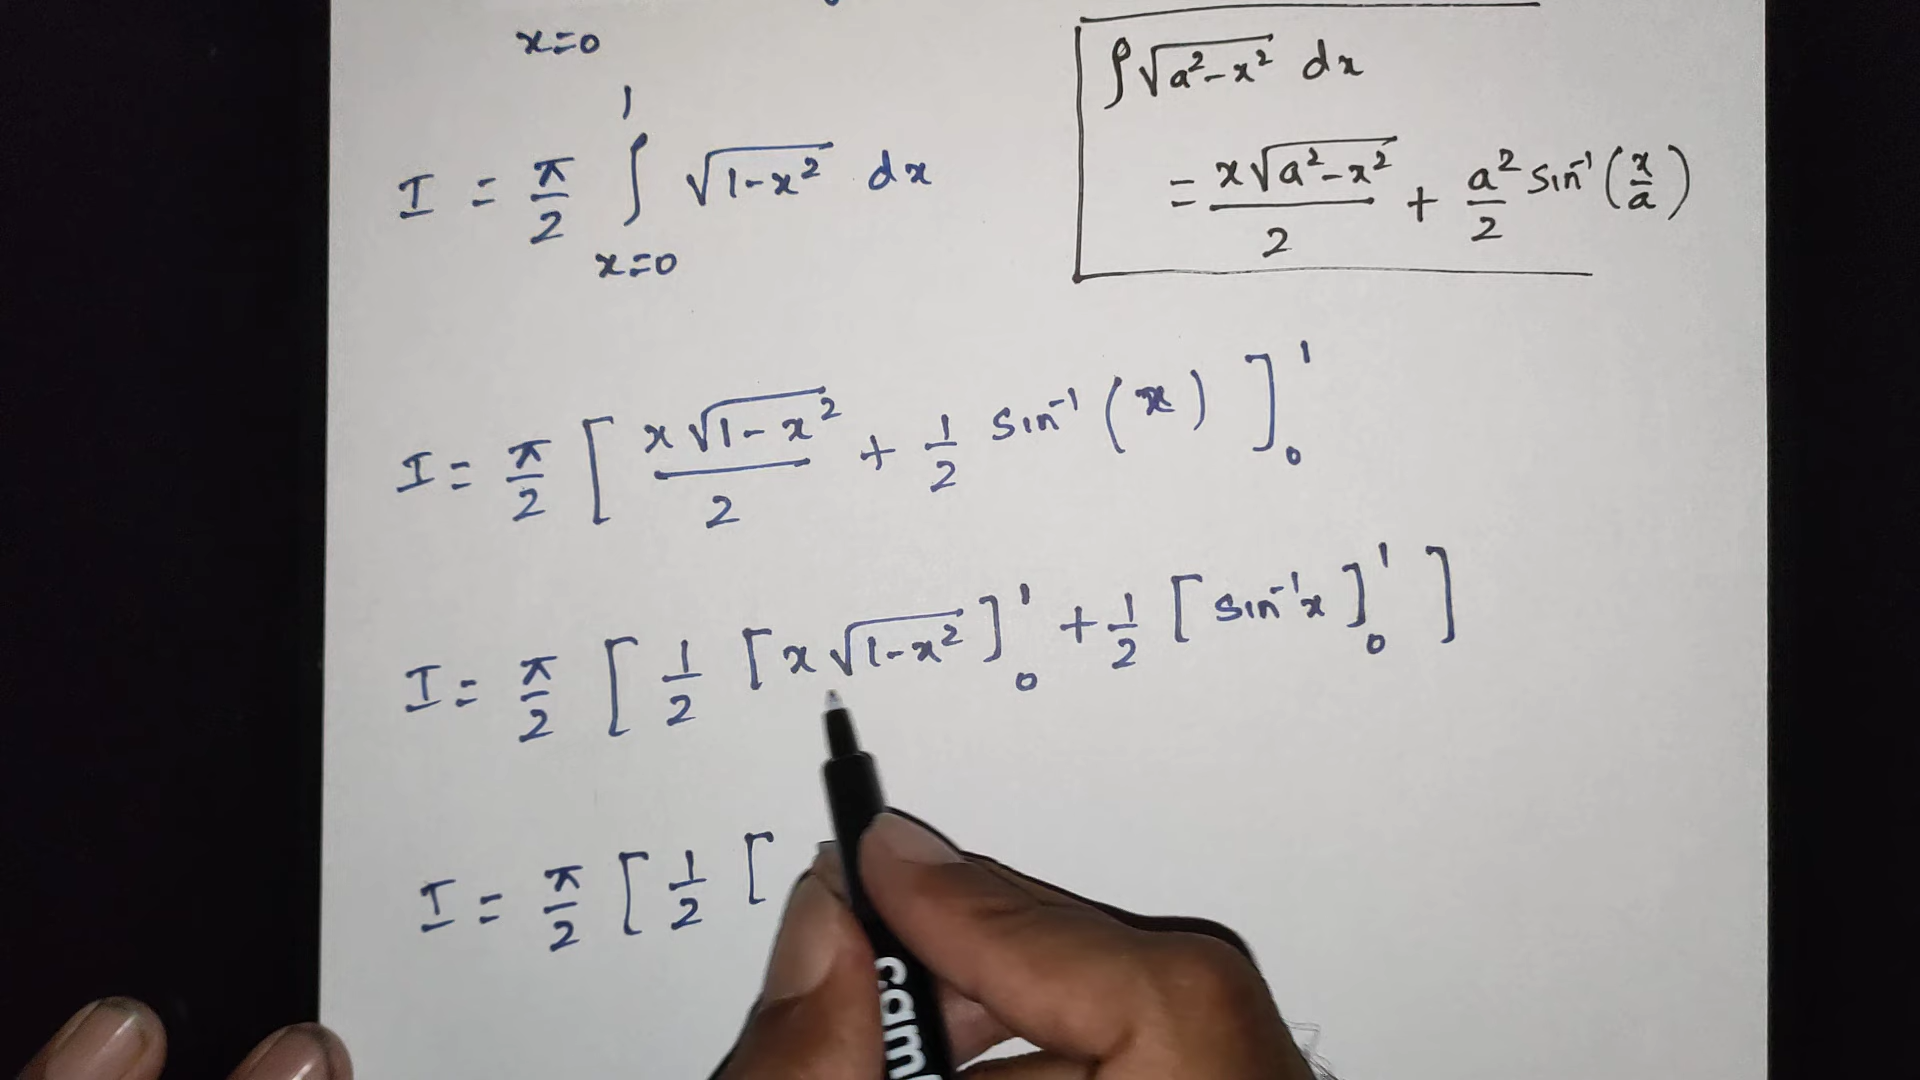 x=0
1
I = π/2 ∫ √(1-x²) dx
x=0
∫√(a²-x²) dx
= x√(a²-x²)/2 + a²/2 sin⁻¹(x/a)
I = π/2 [ x√(1-x²)/2 + 1/2 sin⁻¹(x) ]₀¹
I = π/2 [ 1/2 [x√(1-x²)]₀¹ + 1/2 [sin⁻¹x]₀¹ ]
I = π/2 [ 1/2 [
cam